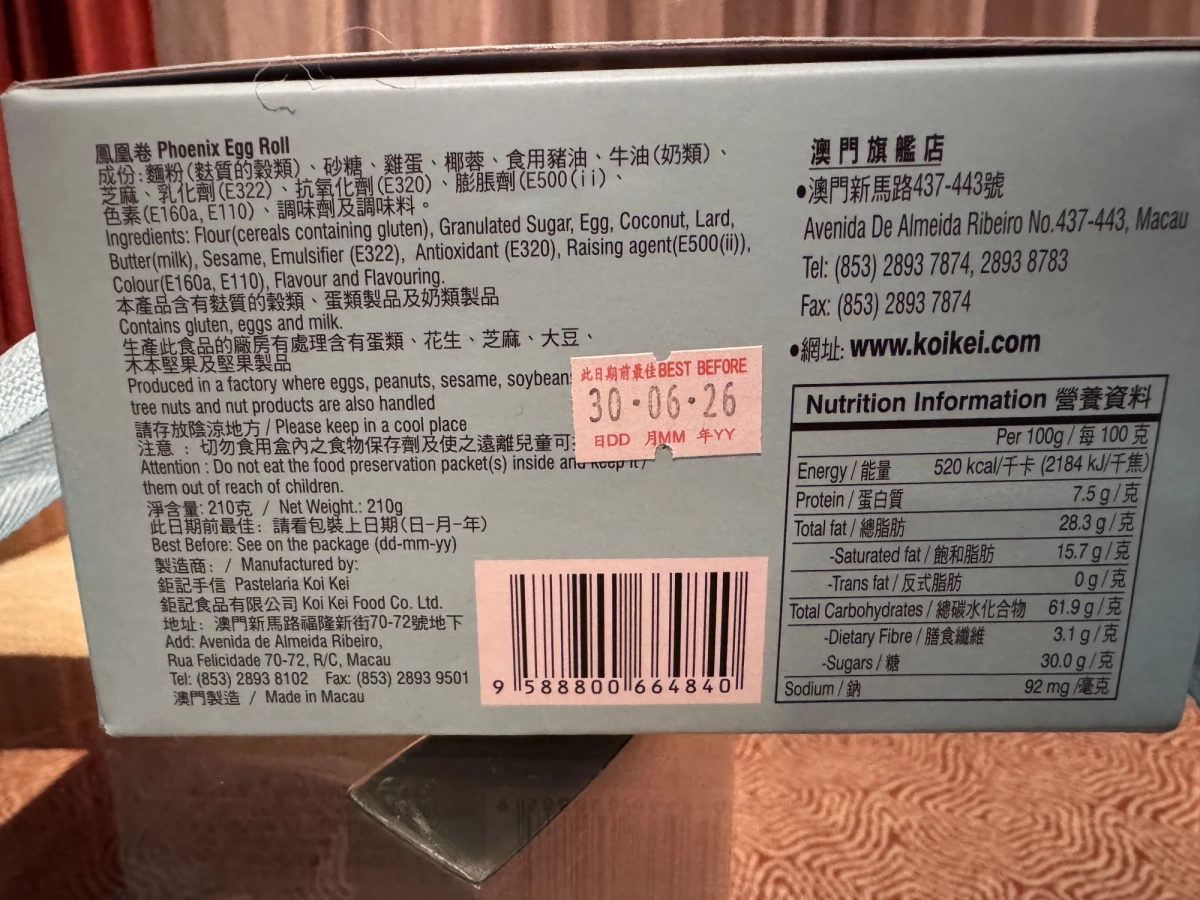 鳳凰卷 Phoenix Egg Roll
成份: 麵粉(麩質的穀類)、砂糖、雞蛋、椰蓉、食用豬油、牛油(奶類)、
芝麻、乳化劑(E322)、抗氧化劑(E320)、膨脹劑(E500(ii)、
色素(E160a, E110)、調味劑及調味料。
Ingredients: Flour(cereals containing gluten), Granulated Sugar, Egg, Coconut, Lard,
Butter(milk), Sesame, Emulsifier (E322), Antioxidant (E320), Raising agent(E500(ii)),
Colour(E160a, E110), Flavour and Flavouring.
本產品含有麩質的穀類、蛋類製品及奶類製品
Contains gluten, eggs and milk.
生產此食品的廠房有處理含有蛋類、花生、芝麻、大豆、
木本堅果及堅果製品
Produced in a factory where eggs, peanuts, sesame, soybean
tree nuts and nut products are also handled
請存放陰涼地方 / Please keep in a cool place
注意 : 切勿食用盒內之食物保存劑及使之遠離兒童可
Attention : Do not eat the food preservation packet(s) inside and keep it /
them out of reach of children.
淨含量: 210克 / Net Weight.: 210g
此日期前最佳: 請看包裝上日期(日-月-年)
Best Before: See on the package (dd-mm-yy)
製造商: / Manufactured by:
鉅記手信 Pastelaria Koi Kei
鉅記食品有限公司 Koi Kei Food Co. Ltd.
地址: 澳門新馬路福隆新街70-72號地下
Add: Avenida de Almeida Ribeiro,
Rua Felicidade 70-72, R/C, Macau
Tel: (853) 2893 8102 Fax: (853) 2893 9501
澳門製造 / Made in Macau
此日期前最佳BEST BEFORE
30·06·26
日DD 月MM 年YY
9 588800 664840
澳門旗艦店
•澳門新馬路437-443號
Avenida De Almeida Ribeiro No.437-443, Macau
Tel: (853) 2893 7874, 2893 8783
Fax: (853) 2893 7874
•網址: www.koikei.com
Nutrition Information 營養資料
Per 100g / 每 100 克
Energy / 能量 520 kcal/千卡 (2184 kJ/千焦)
Protein / 蛋白質 7.5 g / 克
Total fat / 總脂肪 28.3 g / 克
-Saturated fat / 飽和脂肪 15.7 g / 克
-Trans fat / 反式脂肪 0 g / 克
Total Carbohydrates / 總碳水化合物 61.9 g / 克
-Dietary Fibre / 膳食纖維 3.1 g / 克
-Sugars / 糖 30.0 g / 克
Sodium / 鈉 92 mg /毫克